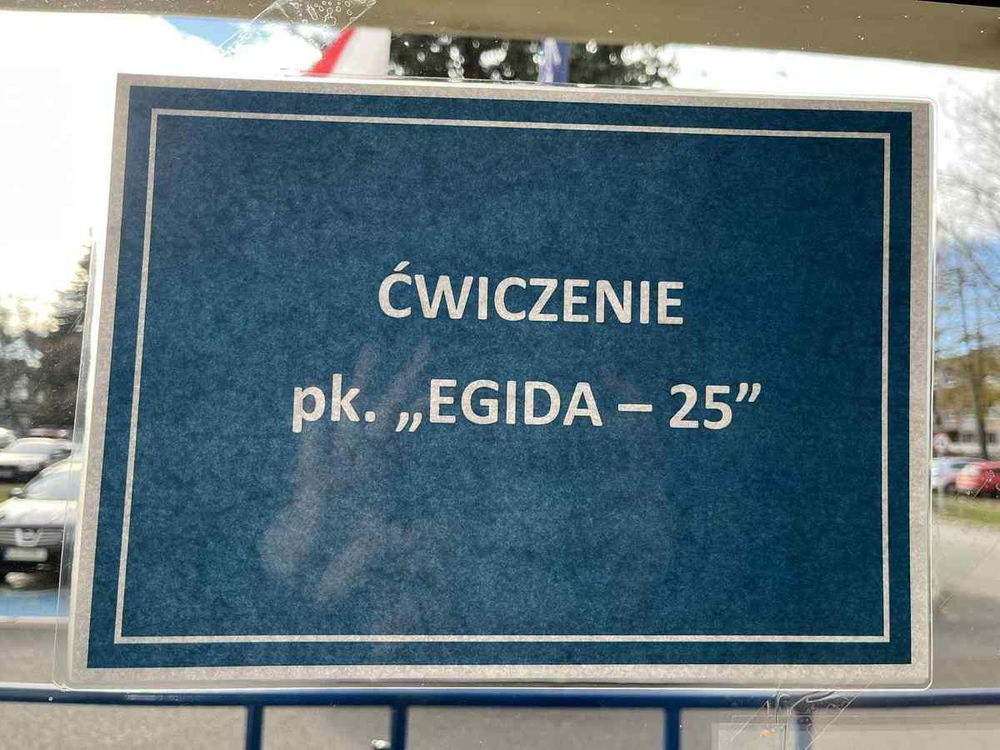 ĆWICZENIE
pk. „EGIDA – 25”